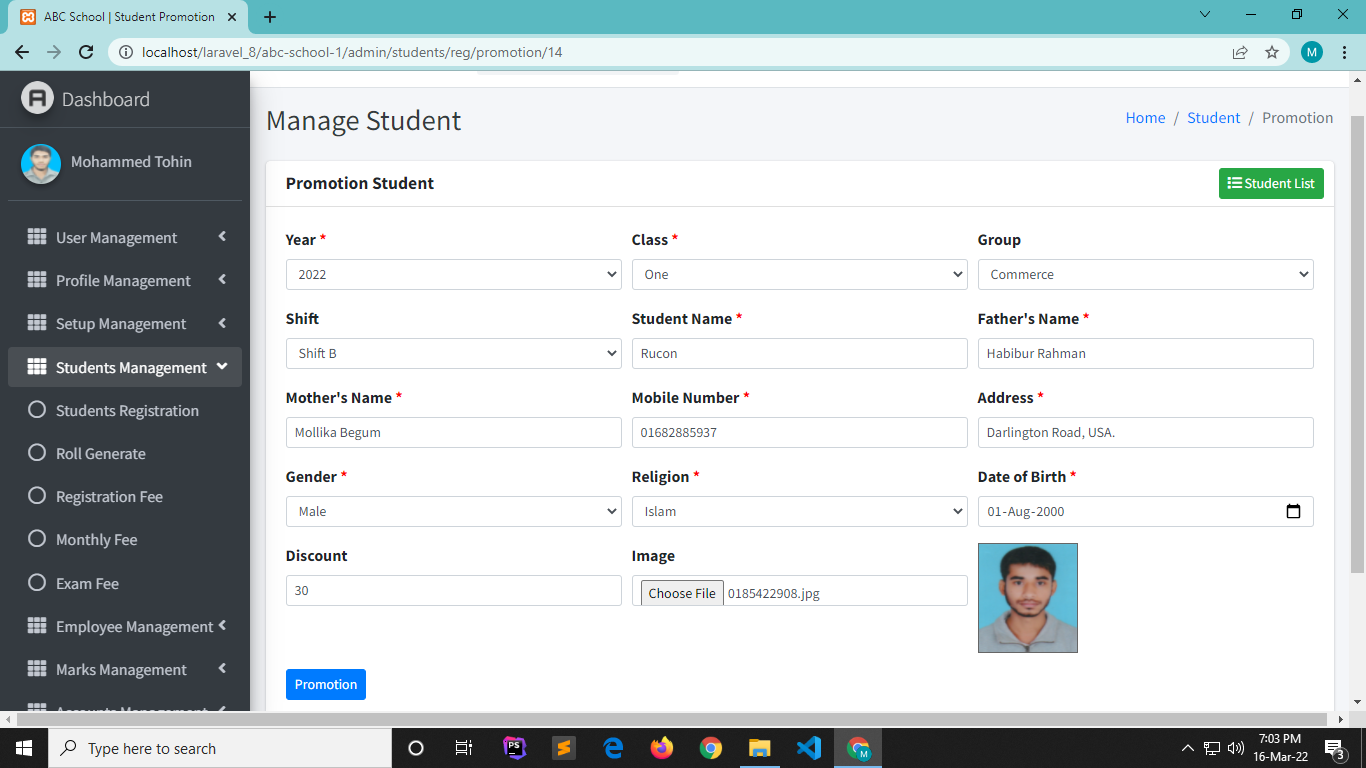 ABC School | Student Promotion
localhost/laravel_8/abc-school-1/admin/students/reg/promotion/14
M
A Dashboard
Mohammed Tohin
User Management
Profile Management
Setup Management
Students Management
Students Registration
Roll Generate
Registration Fee
Monthly Fee
Exam Fee
Employee Management
Marks Management
Accounts Management
Manage Student
Home / Student / Promotion
Promotion Student
Student List
Year * Class * Group
2022 One Commerce
Shift Student Name * Father's Name *
Shift B Rucon Habibur Rahman
Mother's Name * Mobile Number * Address *
Mollika Begum 01682885937 Darlington Road, USA.
Gender * Religion * Date of Birth *
Male Islam 01-Aug-2000
Discount Image
30 Choose File 0185422908.jpg
Promotion
Type here to search
PS
M
7:03 PM
16-Mar-22
3